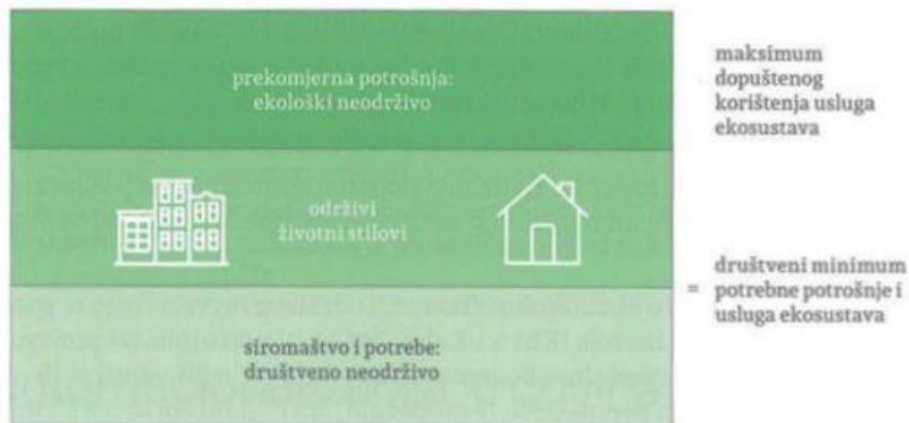 prekomjerna potrošnja:
ekološki neodrživo
maksimum
dopuštenog
korištenja usluga
ekosustava
održivi
životni stilovi
= društveni minimum
potrebne potrošnje i
usluga ekosustava
siromaštvo i potrebe:
društveno neodrživo